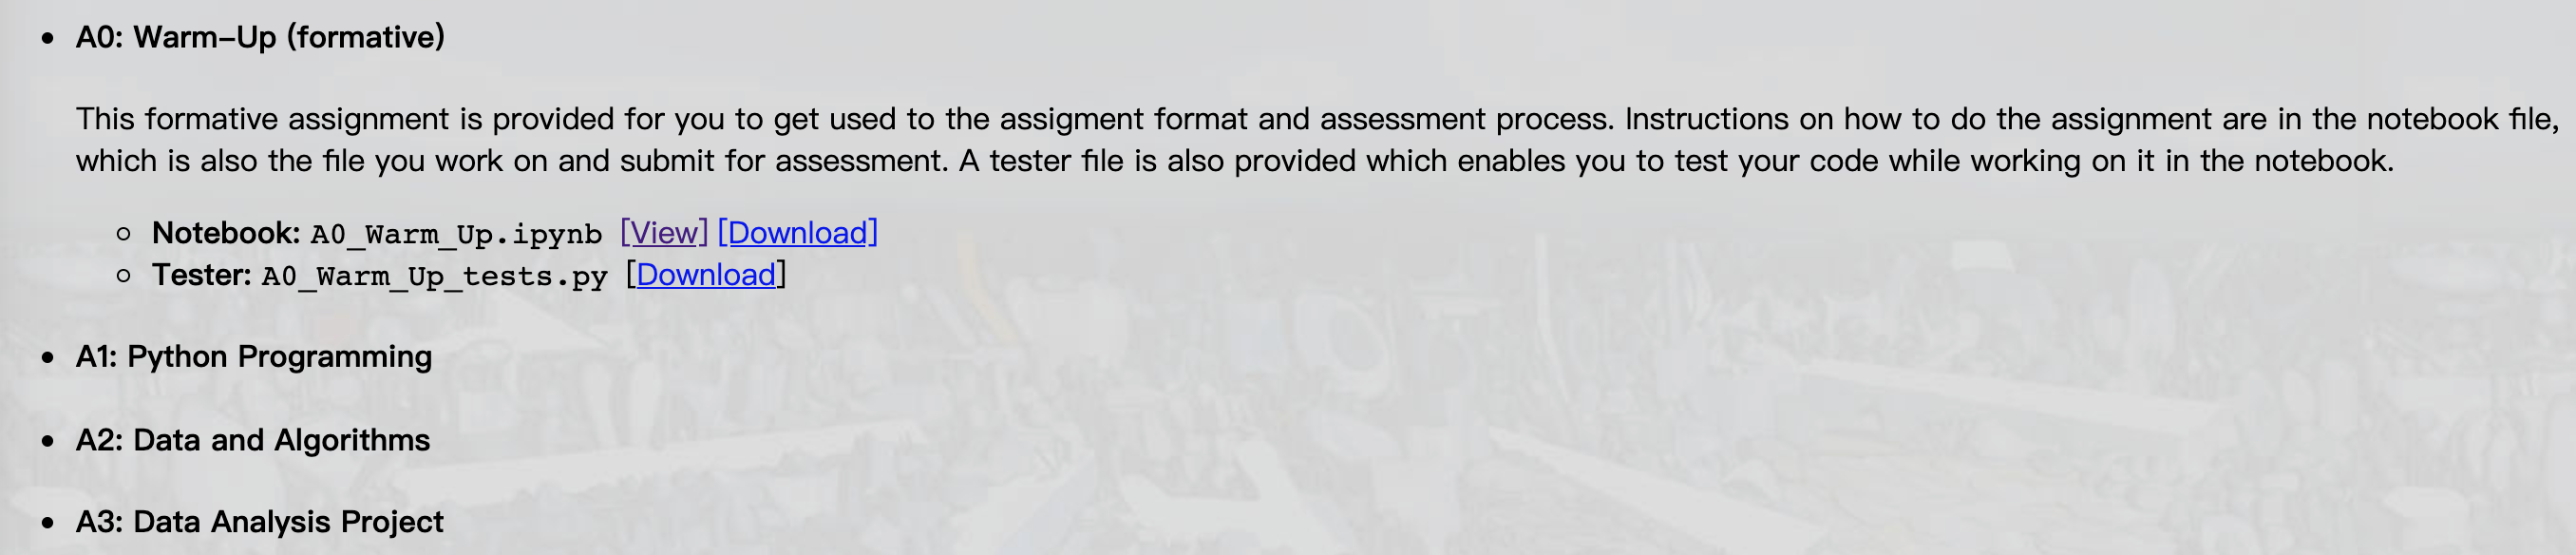 A0: Warm–Up (formative)
This formative assignment is provided for you to get used to the assigment format and assessment process. Instructions on how to do the assignment are in the notebook file,
which is also the file you work on and submit for assessment. A tester file is also provided which enables you to test your code while working on it in the notebook.
Notebook: A0_Warm_Up.ipynb [View] [Download]
Tester: A0_Warm_Up_tests.py [Download]
A1: Python Programming
A2: Data and Algorithms
A3: Data Analysis Project